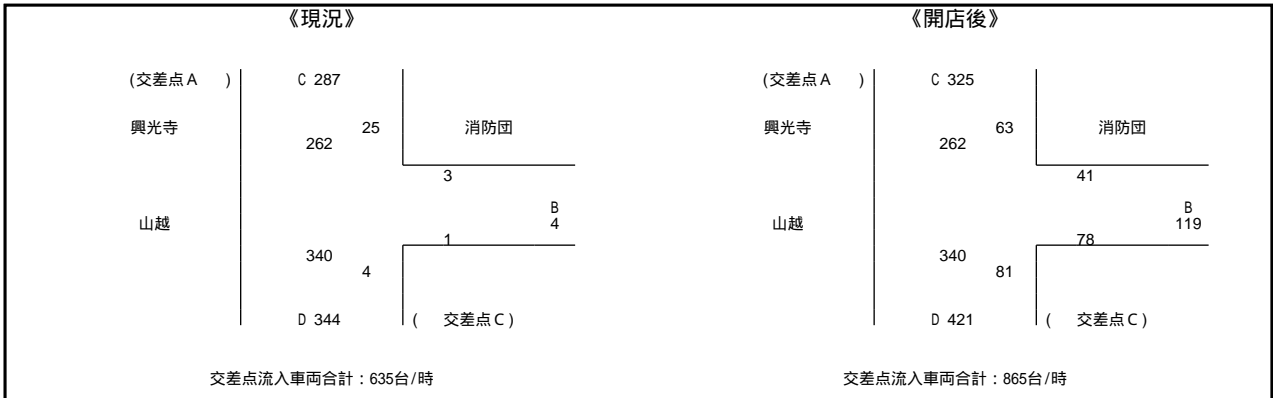 《現況》
(交差点A )
C 287
興光寺
25
消防団
262
3
山越
B
4
1
340
4
D 344
( 交差点C)
交差点流入車両合計：635台/時
《開店後》
(交差点A )
C 325
興光寺
63
消防団
262
41
山越
B
119
78
340
81
D 421
( 交差点C)
交差点流入車両合計：865台/時